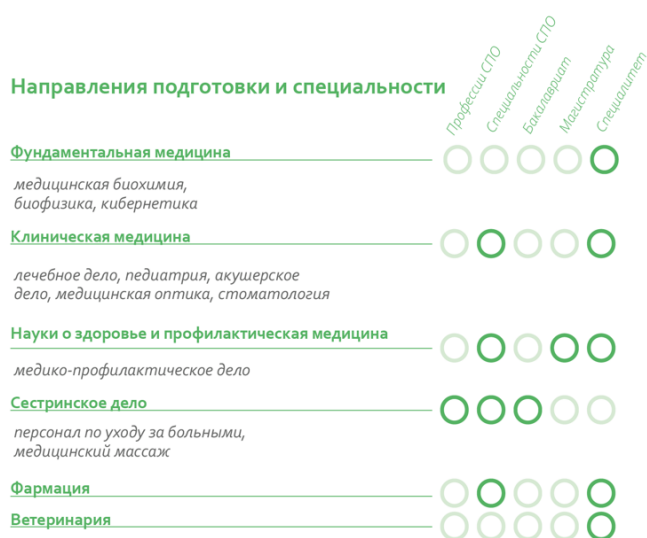 Профессии СПО
Специальности СПО
Бакалавриат
Магистратура
Специалитет
Направления подготовки и специальности
Фундаментальная медицина
медицинская биохимия,
биофизика, кибернетика
Клиническая медицина
лечебное дело, педиатрия, акушерское
дело, медицинская оптика, стоматология
Науки о здоровье и профилактическая медицина
медико-профилактическое дело
Сестринское дело
персонал по уходу за больными,
медицинский массаж
Фармация
Ветеринария